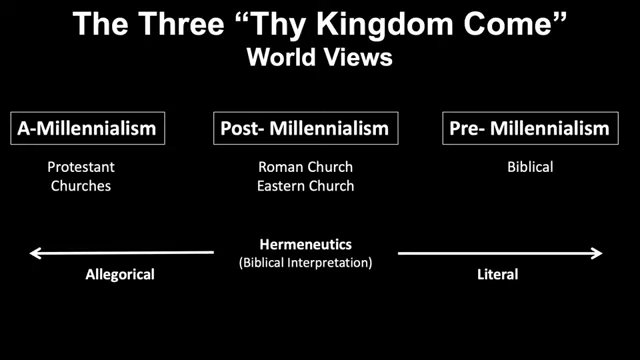 The Three “Thy Kingdom Come”
World Views
A-Millennialism
Post- Millennialism
Pre- Millennialism
Protestant
Churches
Roman Church
Eastern Church
Biblical
Hermeneutics
(Biblical Interpretation)
Allegorical
Literal